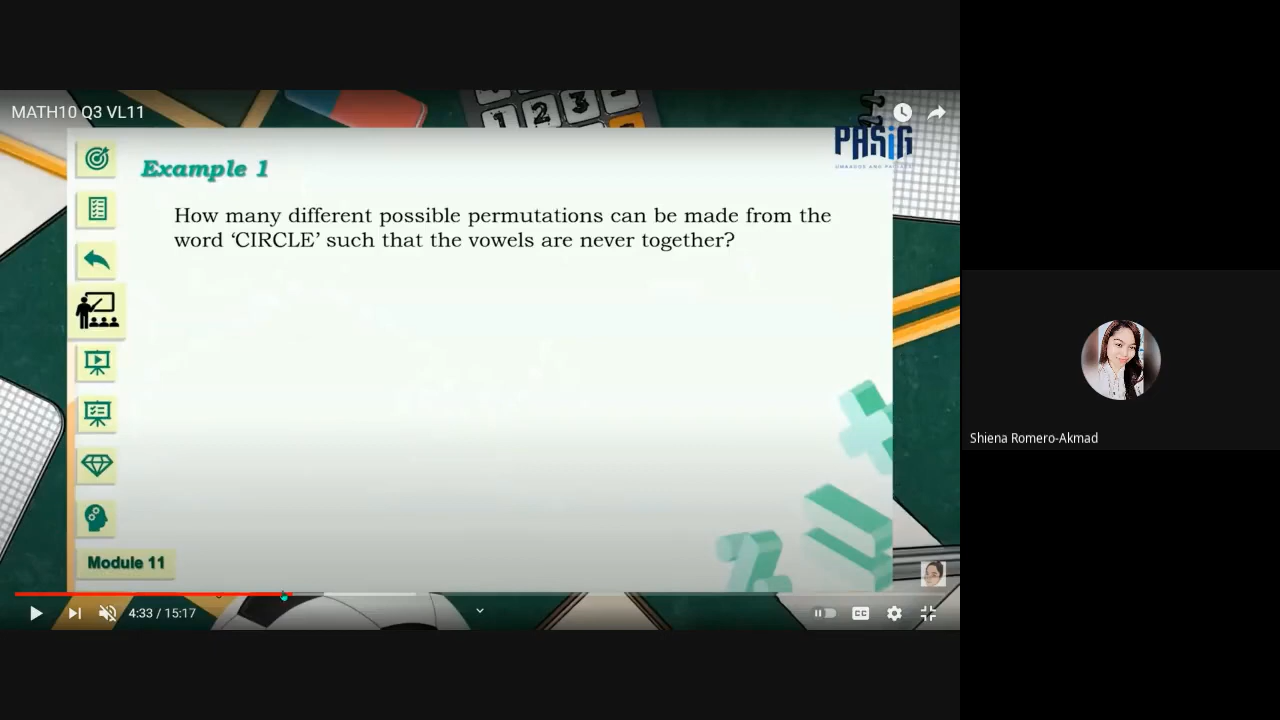 MATH10 Q3 VL11
PASiG
Example 1
How many different possible permutations can be made from the
word ‘CIRCLE’ such that the vowels are never together?
Shiena Romero-Akmad
Module 11
4:33 / 15:17
CC